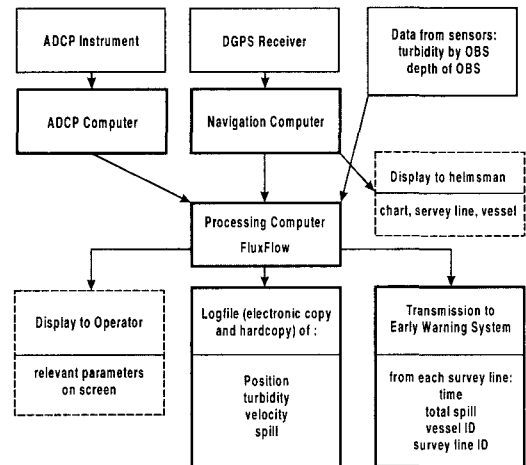 ADCP Instrument
DGPS Receiver
Data from sensors:
turbidity by OBS
depth of OBS
ADCP Computer
Navigation Computer
Display to helmsman
chart, servey line, vessel
Processing Computer
FluxFlow
Display to Operator
relevant parameters
on screen
Logfile (electronic copy
and hardcopy) of :
Position
turbidity
velocity
spill
Transmission to
Early Warning System
from each survey line:
time
total spill
vessel ID
survey line ID